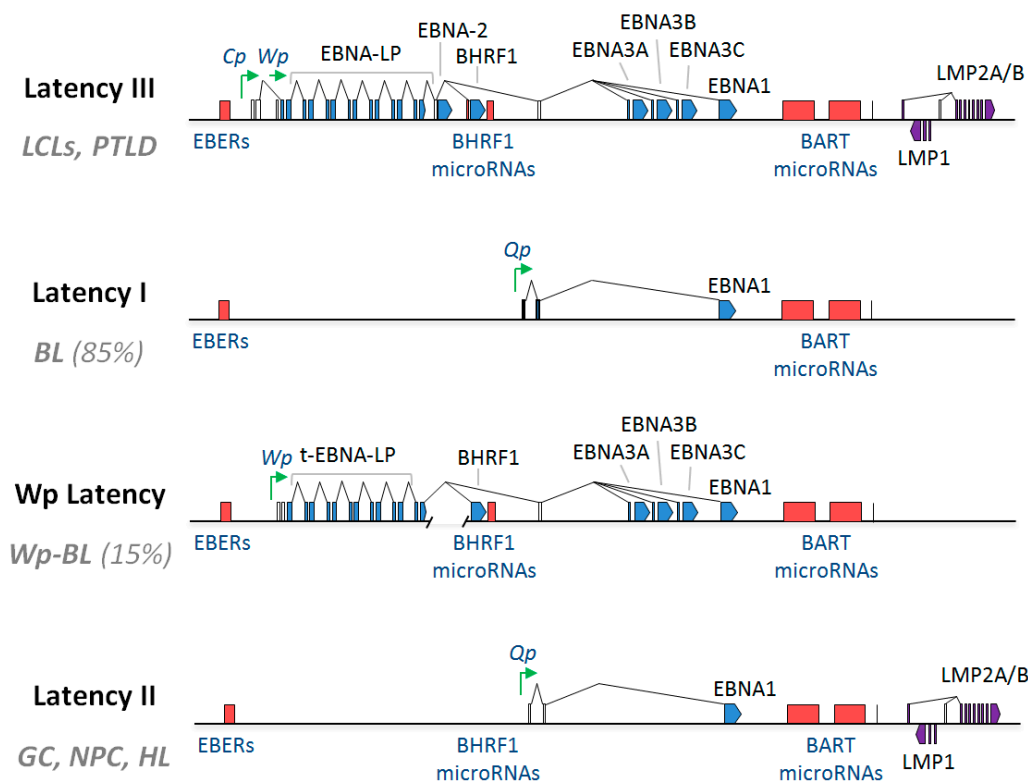 Latency III
LCLs, PTLD
Cp
Wp
EBNA-LP
EBNA-2
BHRF1
EBNA3B
EBNA3A
EBNA3C
EBNA1
LMP2A/B
EBERs
BHRF1
microRNAs
BART
microRNAs
LMP1
Latency I
BL (85%)
Qp
EBNA1
EBERs
BART
microRNAs
Wp Latency
Wp-BL (15%)
Wp
t-EBNA-LP
BHRF1
EBNA3B
EBNA3A
EBNA3C
EBNA1
EBERs
BHRF1
microRNAs
BART
microRNAs
Latency II
GC, NPC, HL
Qp
EBNA1
LMP2A/B
EBERs
BHRF1
microRNAs
BART
microRNAs
LMP1